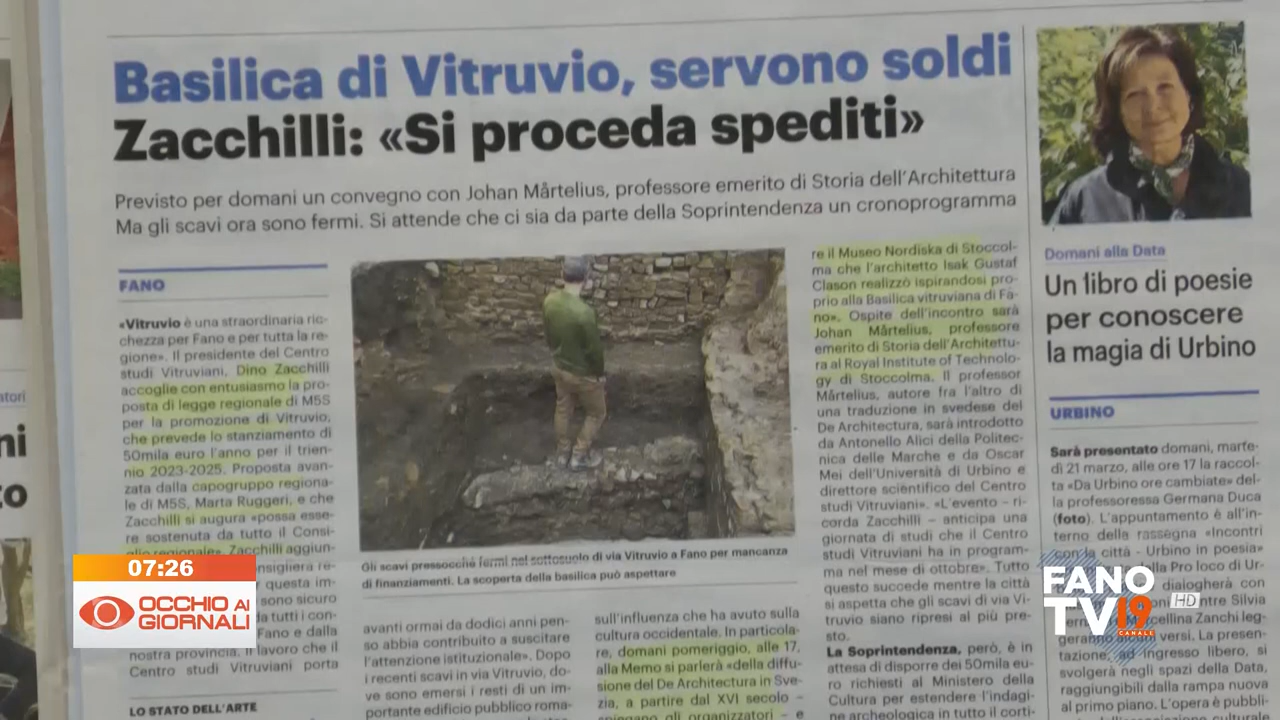 Basilica di Vitruvio, servono soldi
Zacchilli: «Si proceda spediti»
Previsto per domani un convegno con Johan Mårtelius, professore emerito di Storia dell'Architettura
Ma gli scavi ora sono fermi. Si attende che ci sia da parte della Soprintendenza un cronoprogramma
FANO
«Vitruvio è una straordinaria ric-
chezza per Fano e per tutta la re-
gione». Il presidente del Centro
studi Vitruviani. Dino Zacchilli
accoglie con entusiasmo la pro-
posta di legge regionale di M5S
per la promozione di Vitruvio,
che prevede lo stanziamento di
50mila euro l'anno per il trien-
nio 2023-2025. Proposta avan-
zata dalla capogruppo regiona-
le di M5S, Marta Ruggeri, e che
Zacchilli si augura «possa esse-
re sostenuta da tutto il Consi-
glio regionale». Zacchilli aggiun-
onsigliera re-
questa im-
sono sicuro
a tutti i con-
Fano e dalla
nostra provincia. Il lavoro che il
Centro studi Vitruviani porta
LO STATO DELL'ARTE
Gli scavi pressocchè fermi nel sottosuolo di via Vitruvio a Fano per mancanza
di finanziamenti. La scoperta della basilica può aspettare
avanti ormai da dodici anni pen-
so abbia contribuito a suscitare
l'attenzione istituzionale». Dopo
i recenti scavi in via Vitruvio, do-
ve sono emersi i resti di un im-
portante edificio pubblico roma-
sull'influenza che ha avuto sulla
cultura occidentale. In particola-
re, domani pomeriggio, alle 17,
alla Memo si parlerà «della diffu-
sione del De Architectura in Sve-
zia, a partire dal XVI secolo –
spiegano gli organizzatori – e
re il Museo Nordiska di Stoccol-
ma che l'architetto Isak Gustaf
Clason realizzò ispirandosi pro-
prio alla Basilica vitruviana di Fa-
no». Ospite dell'incontro sarà
Johan Mårtelius, professore
emerito di Storia dell'Architettu-
ra al Royal Institute of Technolo-
gy di Stoccolma. Il professor
Mårtelius, autore fra l'altro di
una traduzione in svedese del
De Architectura, sarà introdotto
da Antonello Alici della Politec-
nica delle Marche e da Oscar
Mei dell'Università di Urbino e
direttore scientifico del Centro
studi Vitruviani». «L'evento – ri-
corda Zacchilli – anticipa una
giornata di studi che il Centro
studi Vitruviani ha in program-
ma nel mese di ottobre». Tutto
questo succede mentre la città
si aspetta che gli scavi di via Vi-
truvio siano ripresi al più pre-
sto.
La Soprintendenza, però, è in
attesa di disporre dei 50mila eu-
ro richiesti al Ministero della
Cultura per estendere l'indagi-
ne archeologica in tutto il corti-
Domani alla Data
Un libro di poesie
per conoscere
la magia di Urbino
URBINO
Sarà presentato domani, marte-
dì 21 marzo, alle ore 17 la raccol-
ta «Da Urbino ore cambiate» del-
la professoressa Germana Duca
(foto). L'appuntamento è all'in-
terno della rassegna «Incontri
con la città - Urbino in poesia»
della Pro loco di Ur-
dialogherà con
ntre Silvia
rcellina Zanchi leg-
geranno alcuni versi. La presen-
tazione, ad ingresso libero, si
svolgerà negli spazi della Data,
raggiungibili dalla rampa nuova
al primo piano. L'opera è pubbli-
atori
ni
to
07:26
OCCHIO AI
GIORNALI
FANO
TV19
CANALE
HD